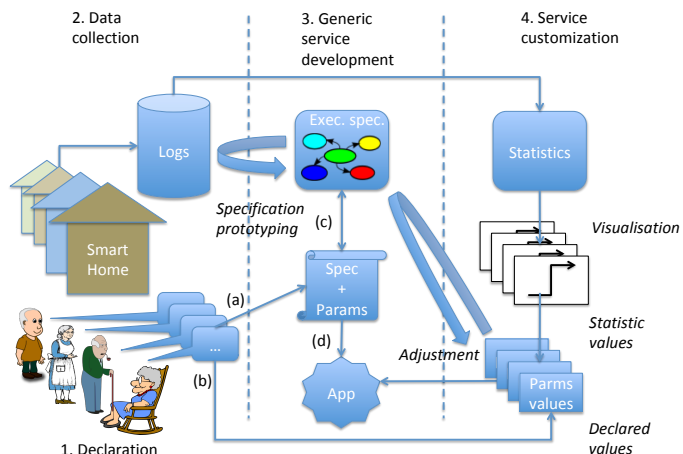 2. Data
collection
3. Generic
service
development
4. Service
customization
Logs
Exec. spec.
Statistics
Smart
Home
Specification
prototyping
(c)
Visualisation
Spec
+
Params
(a)
(d)
Statistic
values
...
(b)
Adjustment
App
Parms
values
1. Declaration
Declared
values